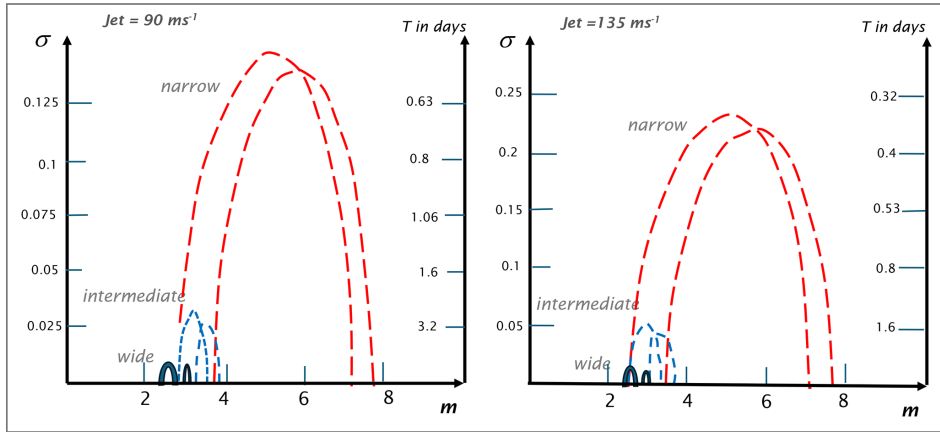 Jet = 90 ms⁻¹
σ
T in days
narrow
0.125
0.63
0.1
0.8
0.075
1.06
0.05
1.6
intermediate
0.025
3.2
wide
2
4
6
8
m
Jet =135 ms⁻¹
σ
T in days
0.25
0.32
narrow
0.2
0.4
0.15
0.53
0.1
0.8
intermediate
0.05
1.6
wide
2
4
6
8
m